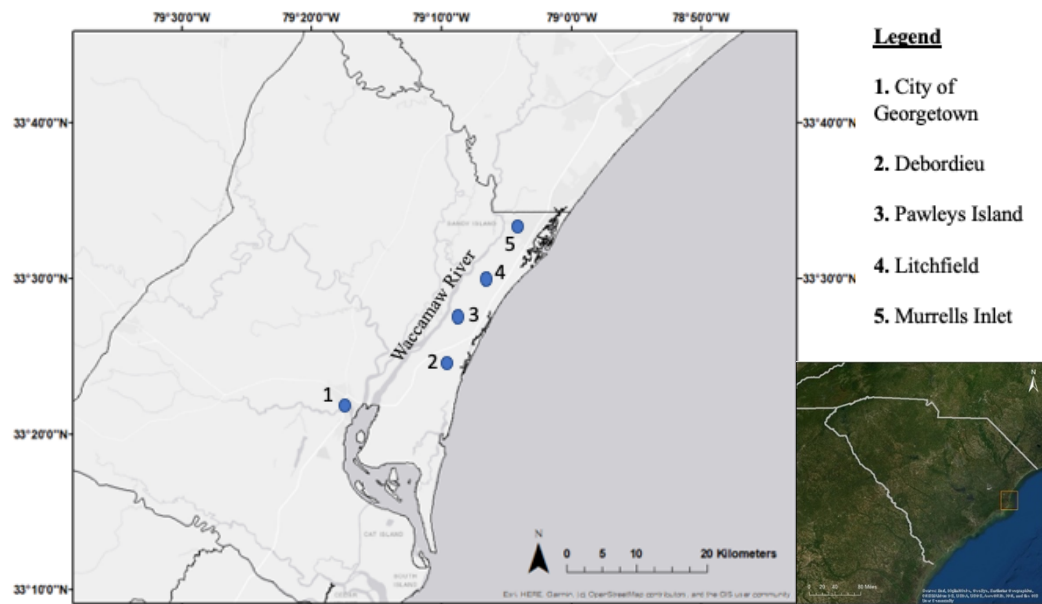 79°30'0"W 79°20'0"W 79°10'0"W 79°0'0"W 78°50'0"W
33°40'0"N 33°40'0"N
33°30'0"N 33°30'0"N
33°20'0"N
33°10'0"N
SANDY ISLAND
Waccamaw River
5
4
3
2
1
CAT ISLAND
SOUTH
ISLAND
N
0 5 10 20 Kilometers
Esri, HERE, Garmin, (c) OpenStreetMap contributors, and the GIS user community
Legend
1. City of
Georgetown
2. Debordieu
3. Pawleys Island
4. Litchfield
5. Murrells Inlet
N